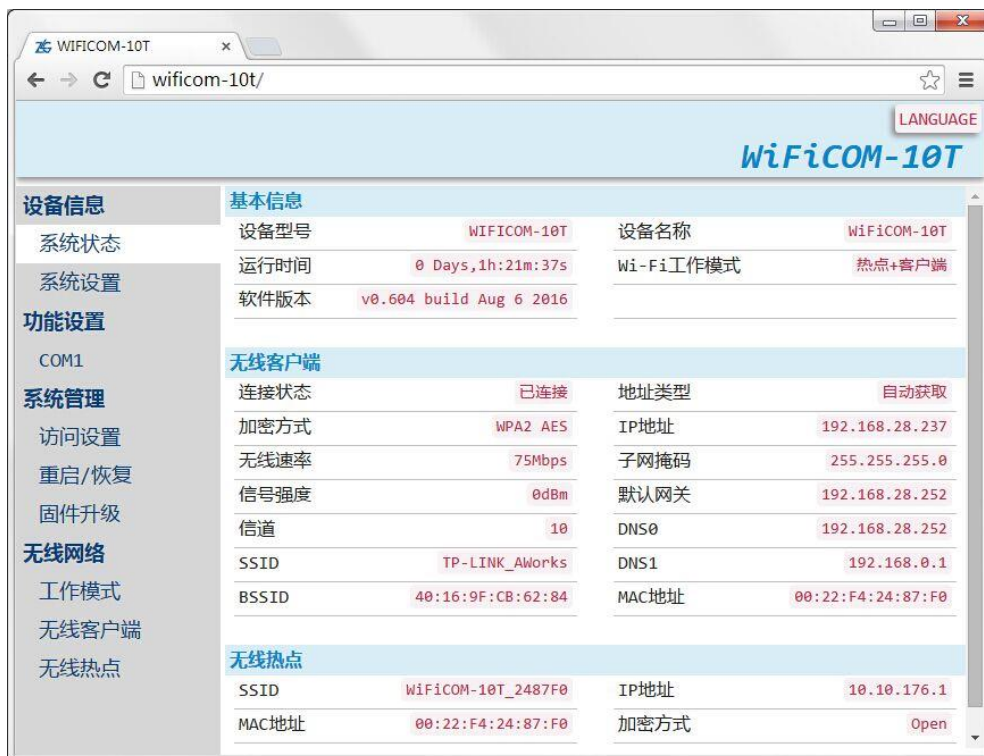 WIFICOM-10T
wificom-10t/
LANGUAGE
WiFiCOM-10T
设备信息
系统状态
系统设置
功能设置
COM1
系统管理
访问设置
重启/恢复
固件升级
无线网络
工作模式
无线客户端
无线热点
基本信息
设备型号 WIFICOM-10T 设备名称 WiFiCOM-10T
运行时间 0 Days,1h:21m:37s Wi-Fi工作模式 热点+客户端
软件版本 v0.604 build Aug 6 2016
无线客户端
连接状态 已连接 地址类型 自动获取
加密方式 WPA2 AES IP地址 192.168.28.237
无线速率 75Mbps 子网掩码 255.255.255.0
信号强度 0dBm 默认网关 192.168.28.252
信道 10 DNS0 192.168.28.252
SSID TP-LINK_AWorks DNS1 192.168.0.1
BSSID 40:16:9F:CB:62:84 MAC地址 00:22:F4:24:87:F0
无线热点
SSID WiFiCOM-10T_2487F0 IP地址 10.10.176.1
MAC地址 00:22:F4:24:87:F0 加密方式 Open